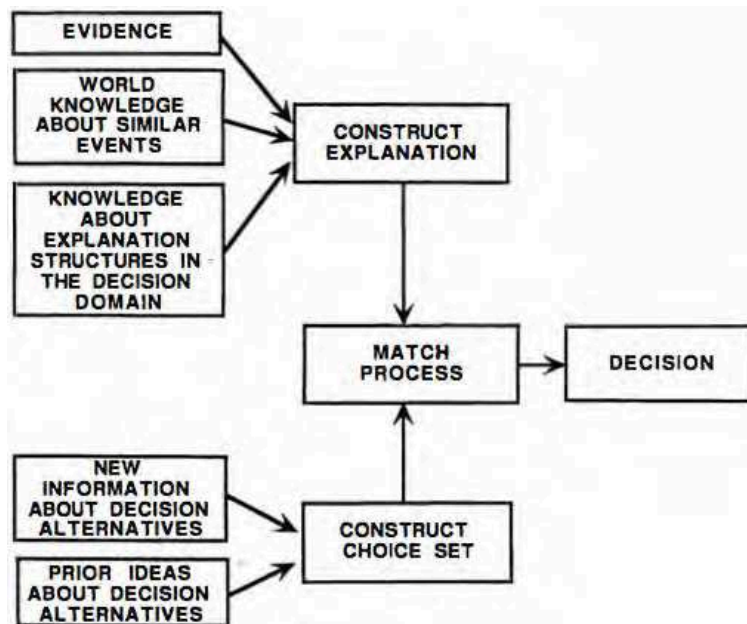 EVIDENCE
WORLD
KNOWLEDGE
ABOUT SIMILAR
EVENTS
KNOWLEDGE
ABOUT
EXPLANATION
STRUCTURES IN
THE DECISION
DOMAIN
CONSTRUCT
EXPLANATION
MATCH
PROCESS
DECISION
NEW
INFORMATION
ABOUT DECISION
ALTERNATIVES
PRIOR IDEAS
ABOUT DECISION
ALTERNATIVES
CONSTRUCT
CHOICE SET